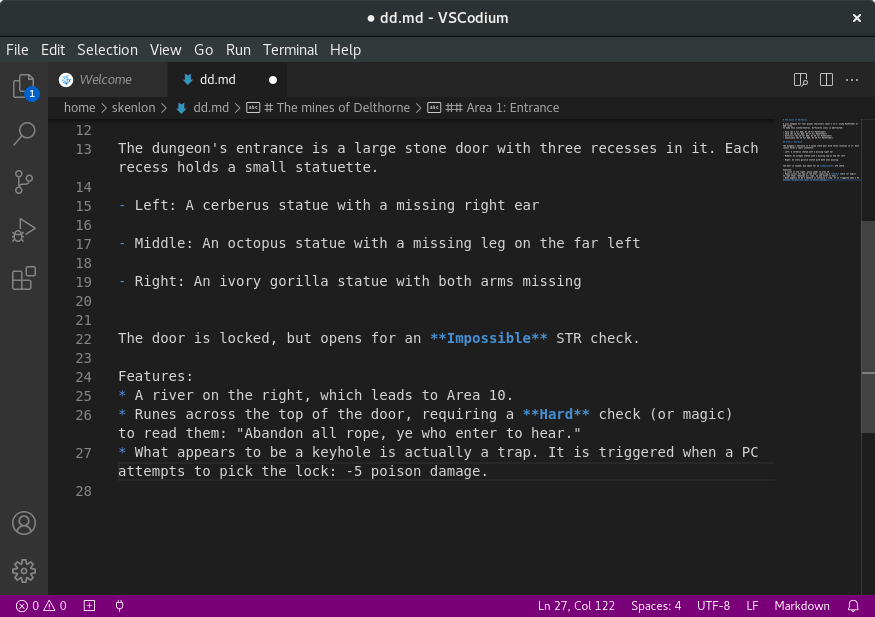 ● dd.md - VSCodium
File Edit Selection View Go Run Terminal Help
1
Welcome
dd.md
home > skenlon > dd.md > # The mines of Delthorne > ## Area 1: Entrance
12
13 The dungeon's entrance is a large stone door with three recesses in it. Each
recess holds a small statuette.
14
15 - Left: A cerberus statue with a missing right ear
16
17 - Middle: An octopus statue with a missing leg on the far left
18
19 - Right: An ivory gorilla statue with both arms missing
20
21
22 The door is locked, but opens for an **Impossible** STR check.
23
24 Features:
25 * A river on the right, which leads to Area 10.
26 * Runes across the top of the door, requiring a **Hard** check (or magic)
to read them: "Abandon all rope, ye who enter to hear."
27 * What appears to be a keyhole is actually a trap. It is triggered when a PC
attempts to pick the lock: -5 poison damage.
28
0 0 Ln 27, Col 122 Spaces: 4 UTF-8 LF Markdown